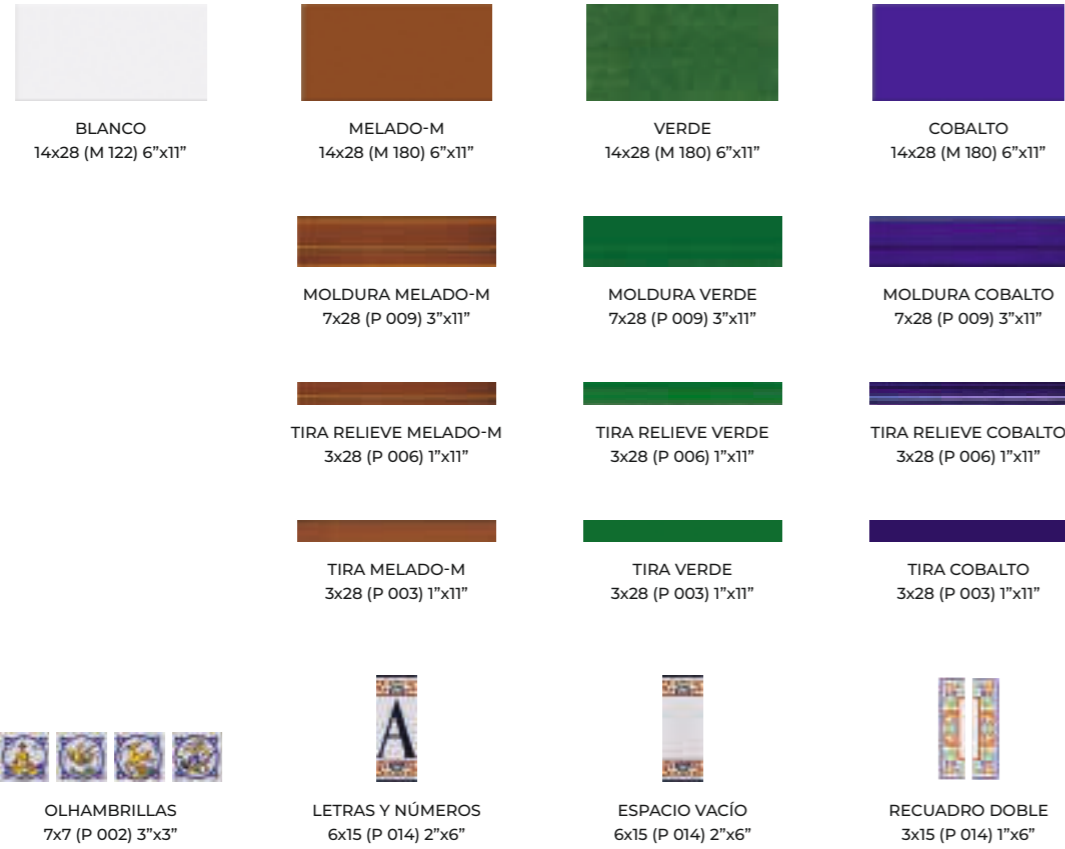 BLANCO
14x28 (M 122) 6”x11”
MELADO-M
14x28 (M 180) 6”x11”
VERDE
14x28 (M 180) 6”x11”
COBALTO
14x28 (M 180) 6”x11”
MOLDURA MELADO-M
7x28 (P 009) 3”x11”
MOLDURA VERDE
7x28 (P 009) 3”x11”
MOLDURA COBALTO
7x28 (P 009) 3”x11”
TIRA RELIEVE MELADO-M
3x28 (P 006) 1”x11”
TIRA RELIEVE VERDE
3x28 (P 006) 1”x11”
TIRA RELIEVE COBALTO
3x28 (P 006) 1”x11”
TIRA MELADO-M
3x28 (P 003) 1”x11”
TIRA VERDE
3x28 (P 003) 1”x11”
TIRA COBALTO
3x28 (P 003) 1”x11”
OLHAMBRILLAS
7x7 (P 002) 3”x3”
A
LETRAS Y NÚMEROS
6x15 (P 014) 2”x6”
ESPACIO VACÍO
6x15 (P 014) 2”x6”
RECUADRO DOBLE
3x15 (P 014) 1”x6”